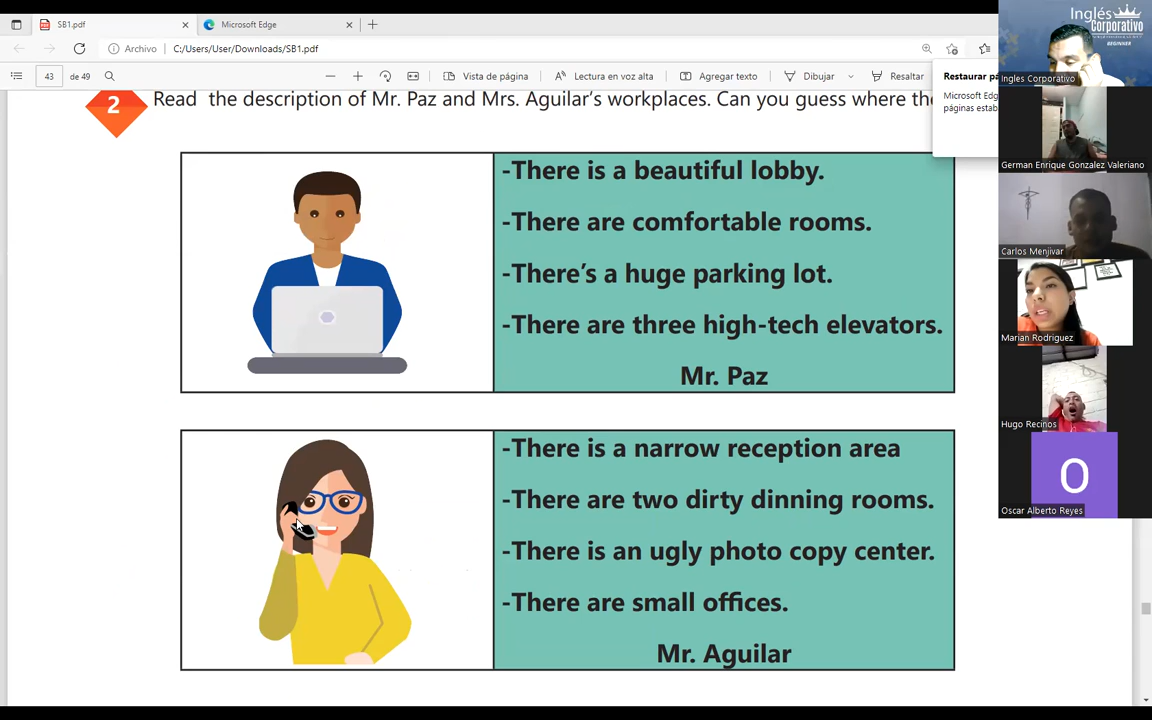 SB1.pdf
Microsoft Edge
Archivo
C:/Users/User/Downloads/SB1.pdf
43
de 49
Vista de página
Lectura en voz alta
Agregar texto
Dibujar
Resaltar
Restaurar pá
Microsoft Edg
páginas estab
2
Read the description of Mr. Paz and Mrs. Aguilar's workplaces. Can you guess where the
-There is a beautiful lobby.
-There are comfortable rooms.
-There's a huge parking lot.
-There are three high-tech elevators.
Mr. Paz
-There is a narrow reception area
-There are two dirty dinning rooms.
-There is an ugly photo copy center.
-There are small offices.
Mr. Aguilar
Inglés
Corporativo
BEGINNER
Ingles Corporativo
German Enrique Gonzalez Valeriano
Carlos Menjivar
Marian Rodriguez
Hugo Recinos
O
Oscar Alberto Reyes